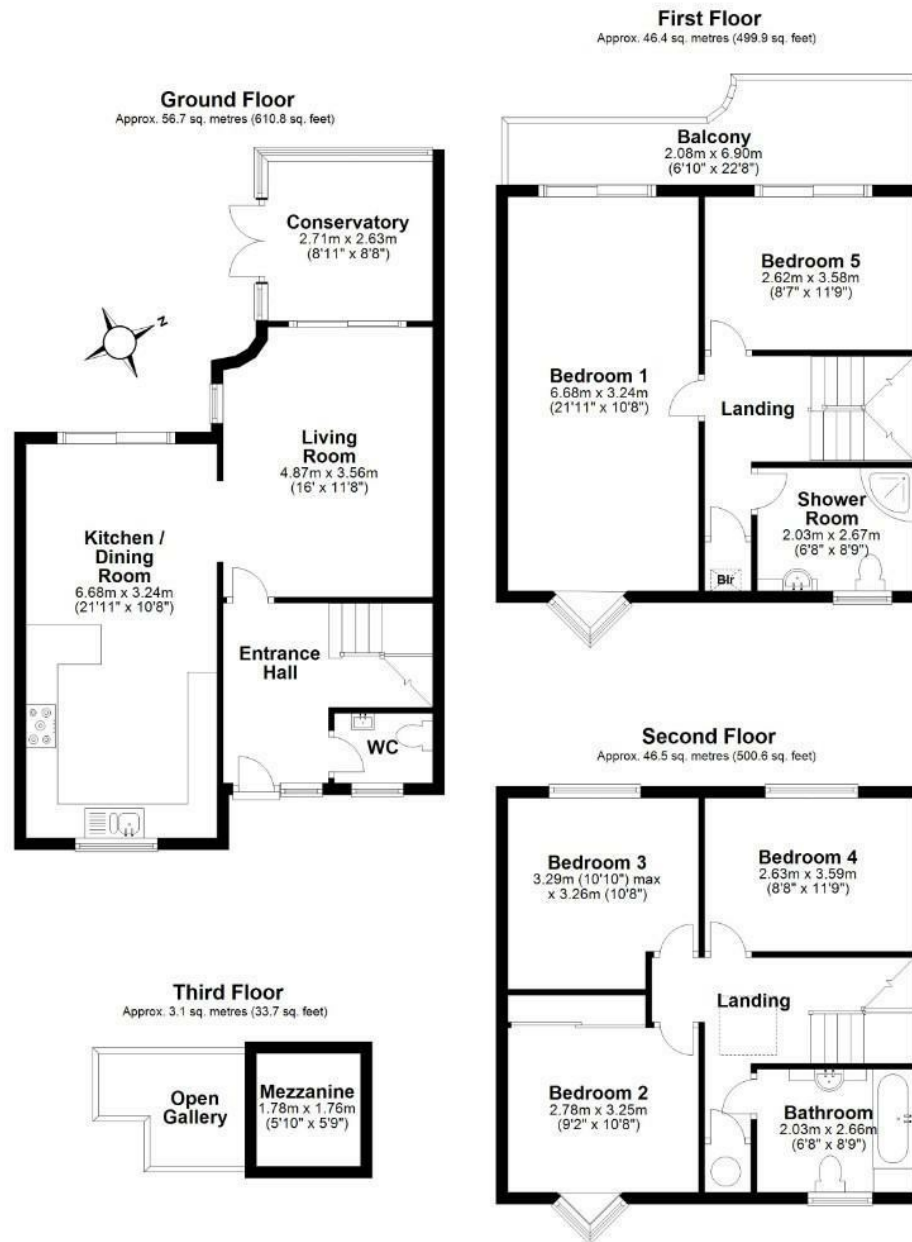 Ground Floor
Approx. 56.7 sq. metres (610.8 sq. feet)
Conservatory
2.71m x 2.63m
(8'11" x 8'8")
N
Living
Room
4.87m x 3.56m
(16' x 11'8")
Kitchen /
Dining
Room
6.68m x 3.24m
(21'11" x 10'8")
Entrance
Hall
WC
First Floor
Approx. 46.4 sq. metres (499.9 sq. feet)
Balcony
2.08m x 6.90m
(6'10" x 22'8")
Bedroom 5
2.62m x 3.58m
(8'7" x 11'9")
Bedroom 1
6.68m x 3.24m
(21'11" x 10'8")
Landing
Shower
Room
2.03m x 2.67m
(6'8" x 8'9")
Blr
Second Floor
Approx. 46.5 sq. metres (500.6 sq. feet)
Bedroom 3
3.29m (10'10") max
x 3.26m (10'8")
Bedroom 4
2.63m x 3.59m
(8'8" x 11'9")
Landing
Bedroom 2
2.78m x 3.25m
(9'2" x 10'8")
Bathroom
2.03m x 2.66m
(6'8" x 8'9")
Third Floor
Approx. 3.1 sq. metres (33.7 sq. feet)
Open
Gallery
Mezzanine
1.78m x 1.76m
(5'10" x 5'9")